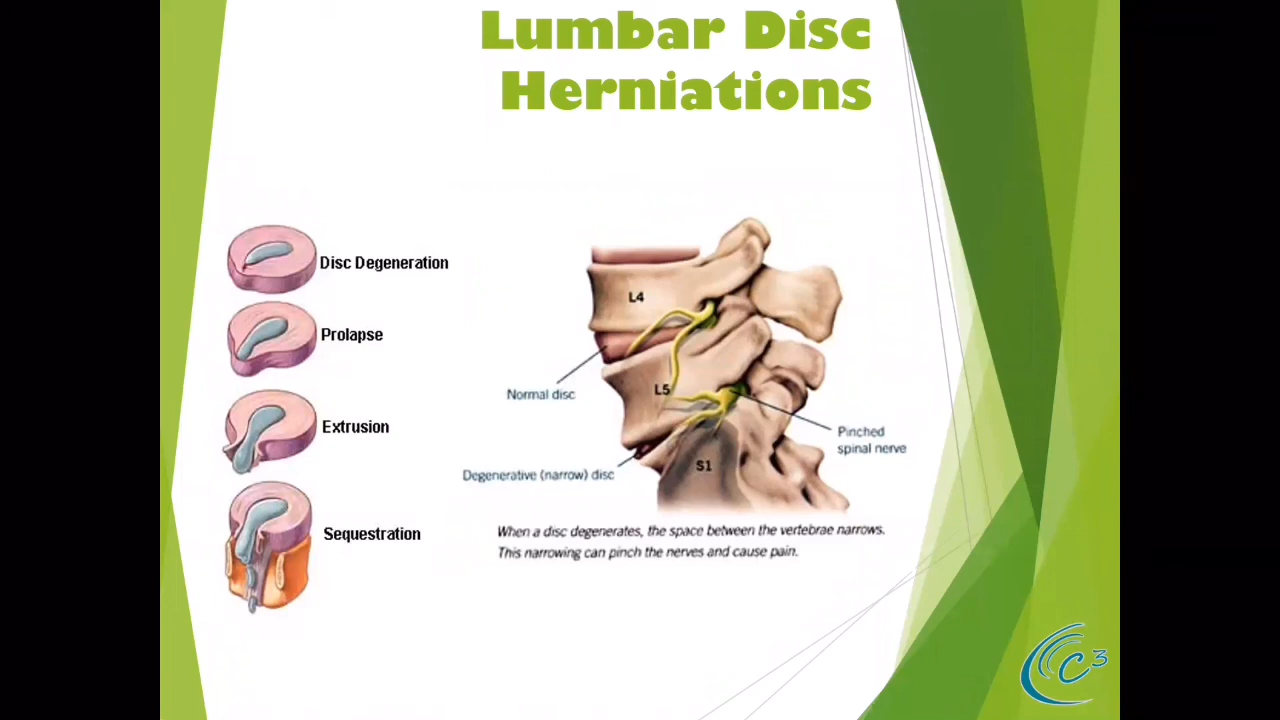 Lumbar Disc
Herniations
Disc Degeneration
Prolapse
Extrusion
Sequestration
L4
L5
S1
Normal disc
Degenerative (narrow) disc
Pinched
spinal nerve
When a disc degenerates, the space between the vertebrae narrows.
This narrowing can pinch the nerves and cause pain.
C3